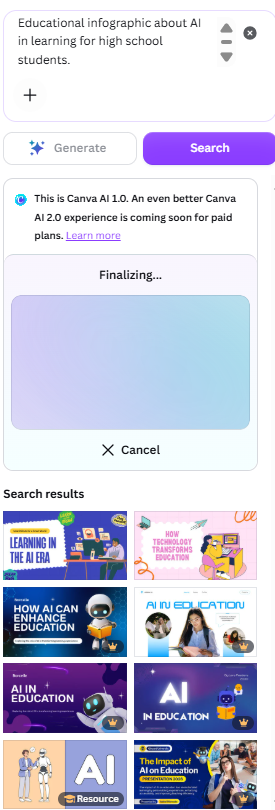 Educational infographic about AI
in learning for high school
students.
Generate
Search
This is Canva AI 1.0. An even better Canva
AI 2.0 experience is coming soon for paid
plans. Learn more
Finalizing...
Cancel
Search results
LEARNING IN
THE AI ERA
HOW
TECHNOLOGY
TRANSFORMS
EDUCATION
HOW AI CAN
ENHANCE
EDUCATION
AI IN EDUCATION
AI IN
EDUCATION
AI
IN EDUCATION
AI
Resource
The Impact of
AI on Education
PRESENTATION